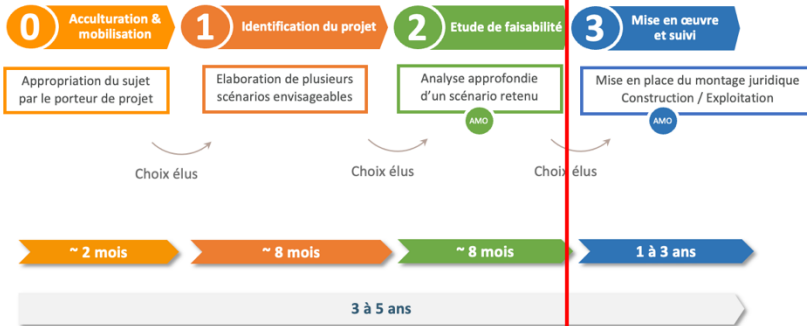 0
Acculturation &
mobilisation
1
Identification du projet
2
Etude de faisabilité
3
Mise en œuvre
et suivi
Appropriation du sujet
par le porteur de projet
Elaboration de plusieurs
scénarios envisageables
Analyse approfondie
d'un scénario retenu
AMO
Mise en place du montage juridique
Construction / Exploitation
AMO
Choix élus
Choix élus
Choix élus
~ 2 mois
~ 8 mois
~ 8 mois
1 à 3 ans
3 à 5 ans